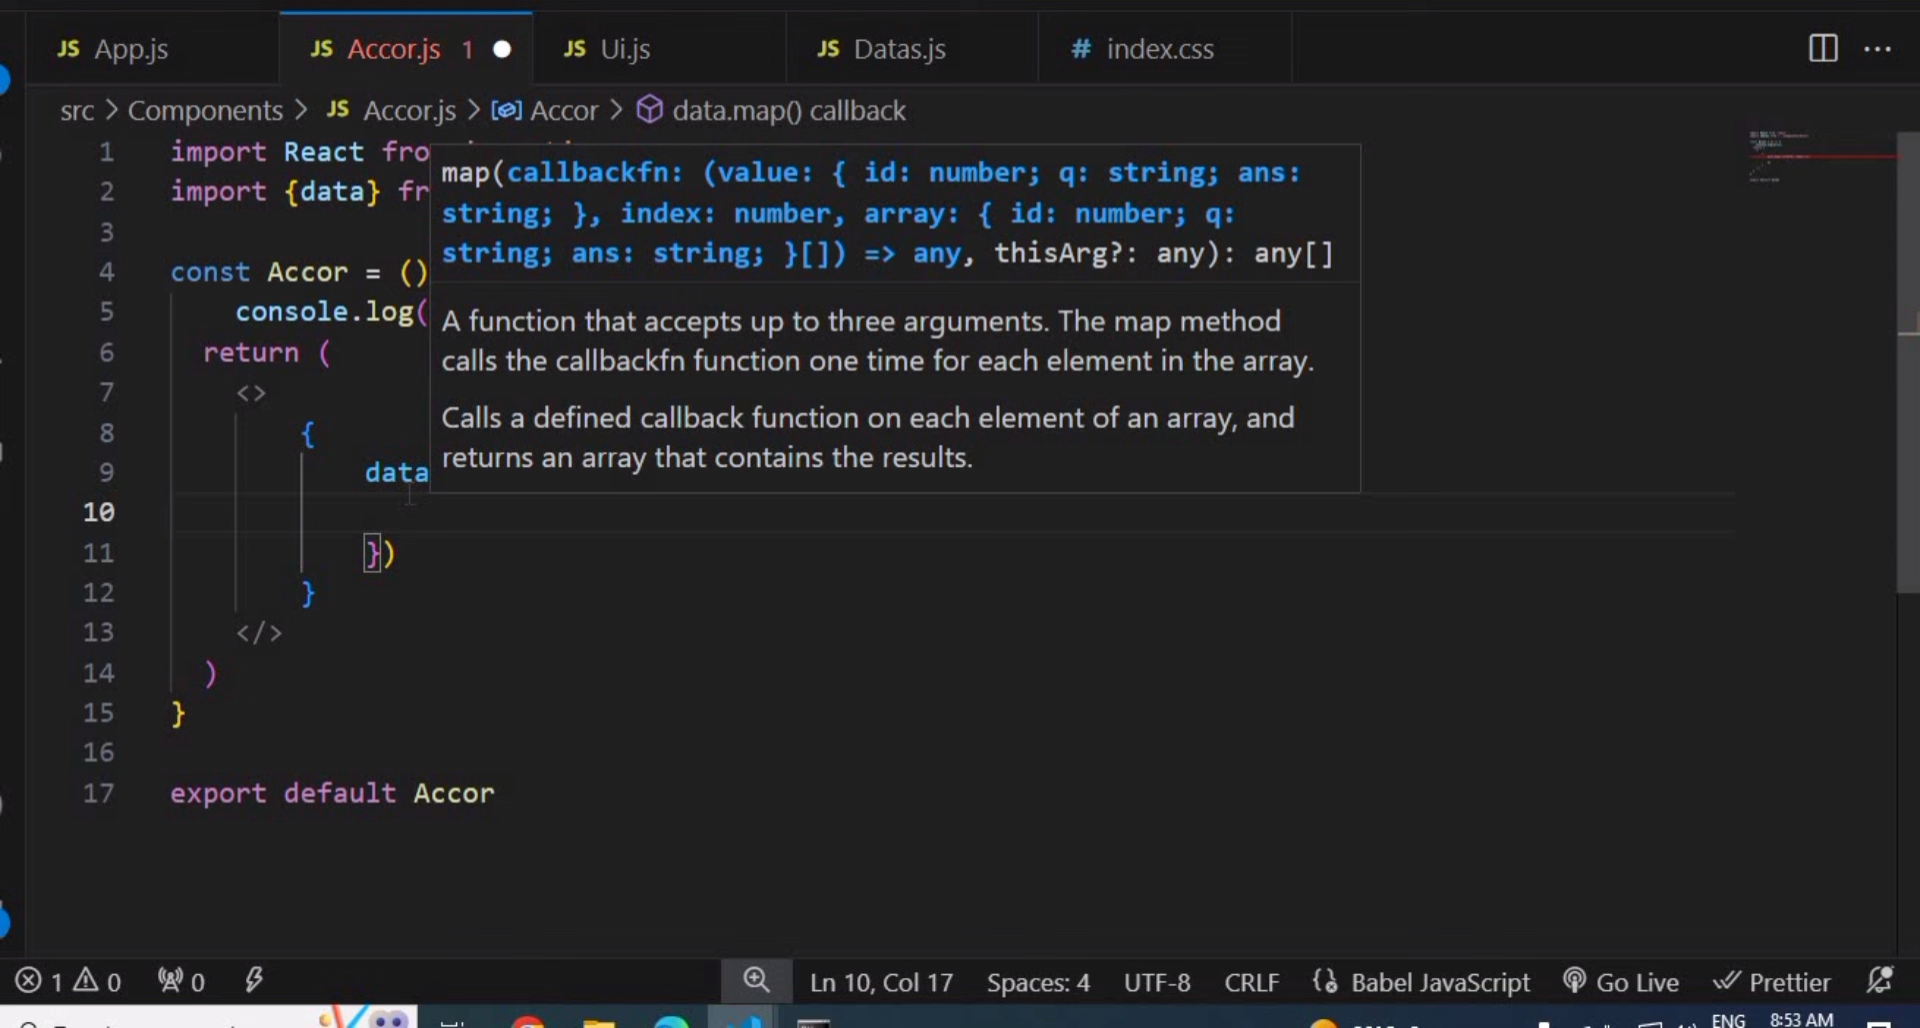 JS App.js JS Accor.js 1 JS Ui.js JS Datas.js # index.css ...
src > Components > JS Accor.js > Accor > data.map() callback
1 import React fro
2 import {data} fr
3
4 const Accor = ()
5 console.log(
6 return (
7 <>
8 {
9 data
10
11 })
12 }
13 </>
14 )
15 }
16
17 export default Accor
map(callbackfn: (value: { id: number; q: string; ans:
string; }, index: number, array: { id: number; q:
string; ans: string; }[]) => any, thisArg?: any): any[]
A function that accepts up to three arguments. The map method
calls the callbackfn function one time for each element in the array.
Calls a defined callback function on each element of an array, and
returns an array that contains the results.
1 0 0 Ln 10, Col 17 Spaces: 4 UTF-8 CRLF Babel JavaScript Go Live Prettier
ENG 8:53 AM